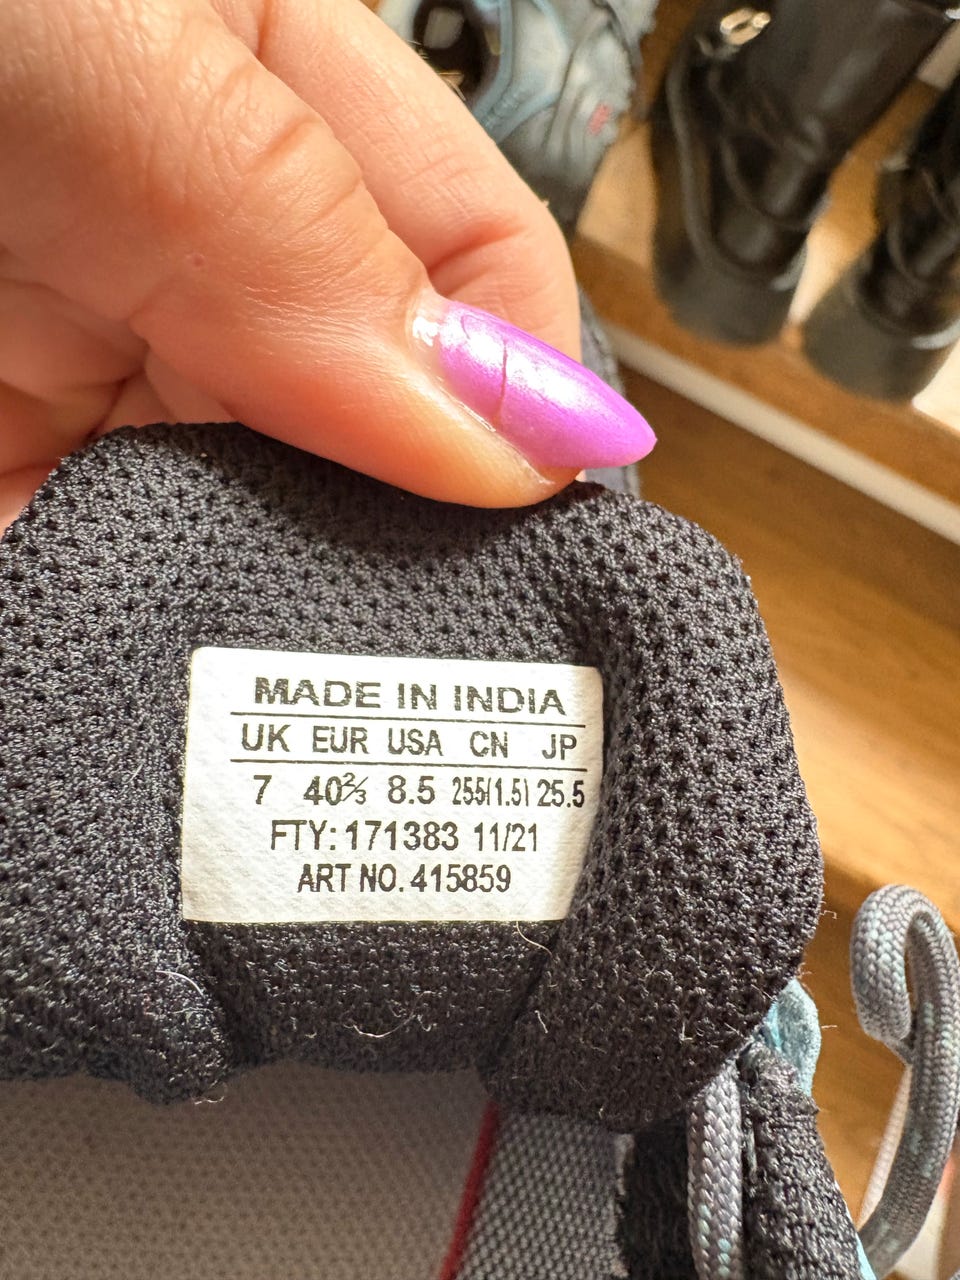 MADE IN INDIA
UK EUR USA CN JP
7 40⅔ 8.5 255(1.5) 25.5
FTY: 171383 11/21
ART NO. 415859